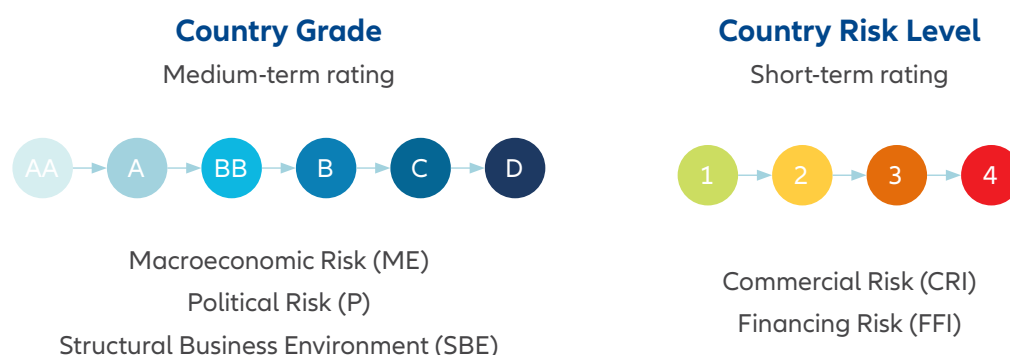 Country Grade
Medium-term rating
AA A BB B C D
Macroeconomic Risk (ME)
Political Risk (P)
Structural Business Environment (SBE)
Country Risk Level
Short-term rating
1 2 3 4
Commercial Risk (CRI)
Financing Risk (FFI)